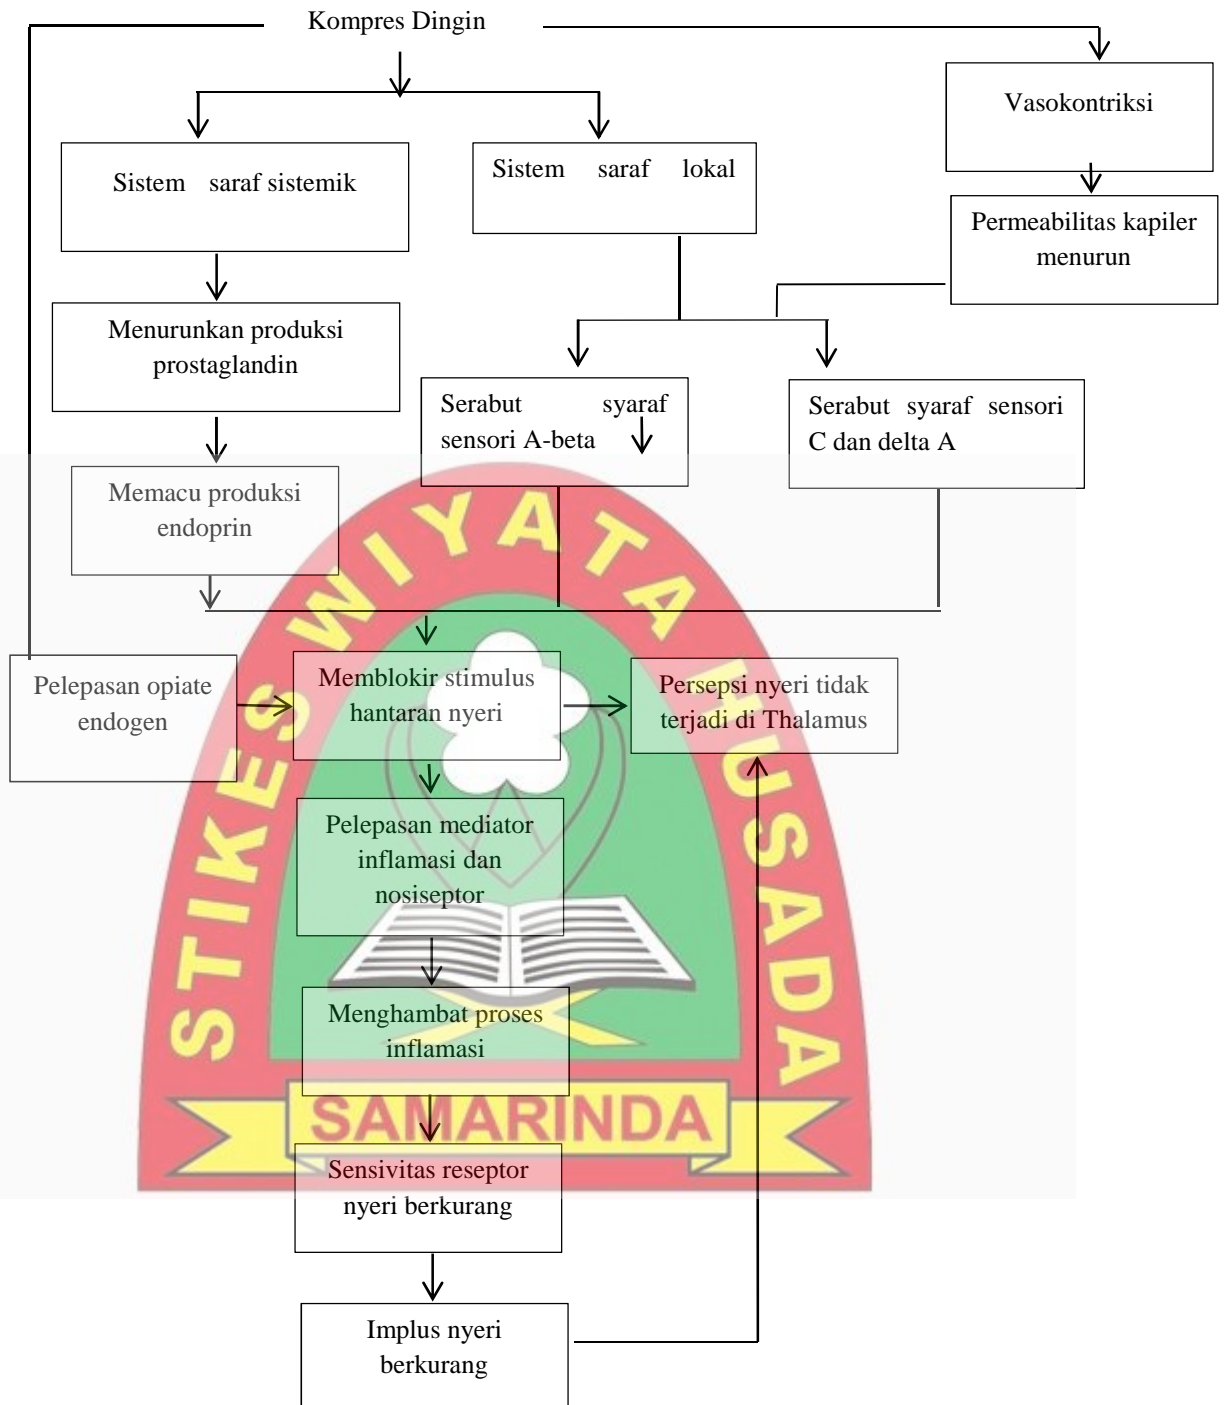 Kompres Dingin
Vasokontriksi
Sistem saraf sistemik
Sistem saraf lokal
Permeabilitas kapiler
menurun
Menurunkan produksi
prostaglandin
Serabut syaraf
sensori A-beta
Serabut syaraf sensori
C dan delta A
Memacu produksi
endoprin
Pelepasan opiate
endogen
Memblokir stimulus
hantaran nyeri
Persepsi nyeri tidak
terjadi di Thalamus
Pelepasan mediator
inflamasi dan
nosiseptor
Menghambat proses
inflamasi
Sensivitas reseptor
nyeri berkurang
Implus nyeri
berkurang
STIKES WIYATA HUSADA
SAMARINDA